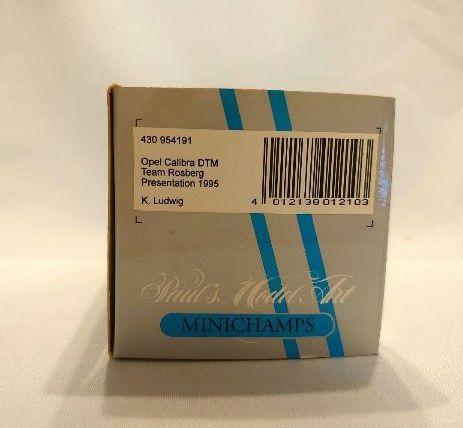 430 954191
Opel Calibra DTM
Team Rosberg
Presentation 1995
K. Ludwig
4 012138 012103
Paul's Model Art
MINICHAMPS